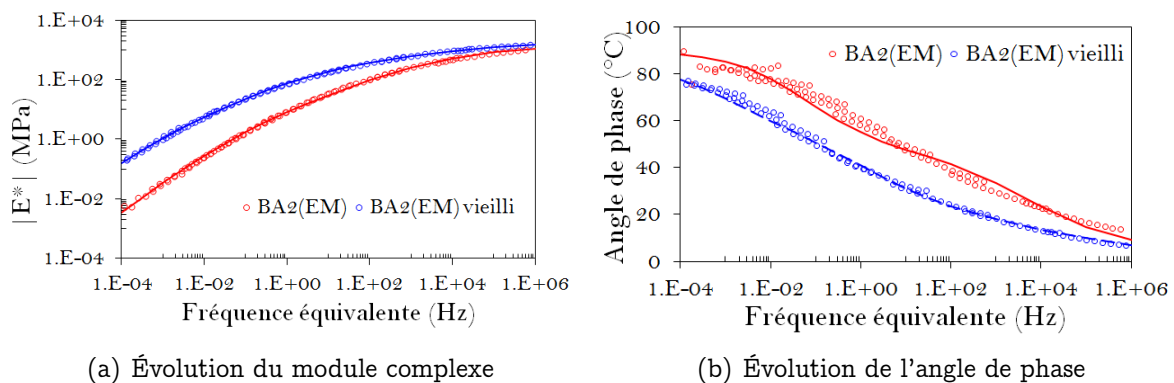 |E*| (MPa)
1.E+04
1.E+02
1.E+00
1.E-02
1.E-04
BA2(EM) BA2(EM) vieilli
1.E-04 1.E-02 1.E+00 1.E+02 1.E+04 1.E+06
Fréquence équivalente (Hz)
(a) Évolution du module complexe
Angle de phase (°C)
100
80
60
40
20
0
BA2(EM) BA2(EM) vieilli
1.E-04 1.E-02 1.E+00 1.E+02 1.E+04 1.E+06
Fréquence équivalente (Hz)
(b) Évolution de l'angle de phase